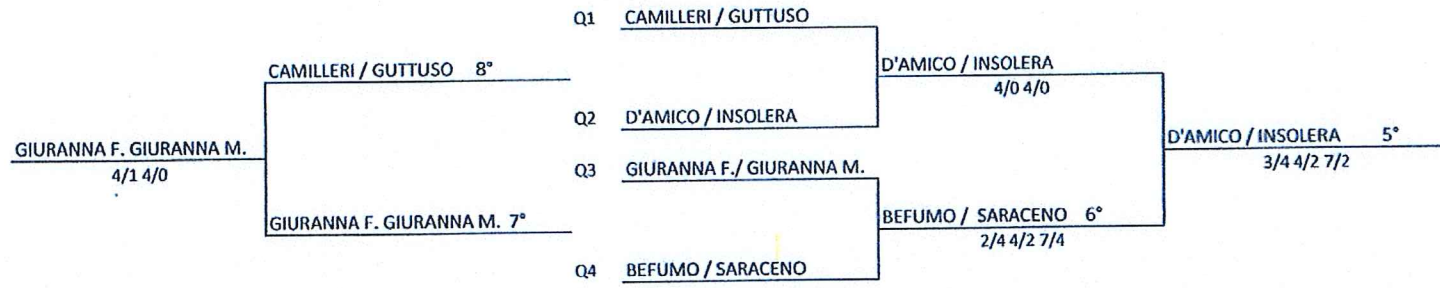 Q1 CAMILLERI / GUTTUSO
CAMILLERI / GUTTUSO 8°
D'AMICO / INSOLERA
4/0 4/0
Q2 D'AMICO / INSOLERA
GIURANNA F. GIURANNA M.
4/1 4/0
D'AMICO / INSOLERA 5°
3/4 4/2 7/2
Q3 GIURANNA F./ GIURANNA M.
GIURANNA F. GIURANNA M. 7°
BEFUMO / SARACENO 6°
2/4 4/2 7/4
Q4 BEFUMO / SARACENO